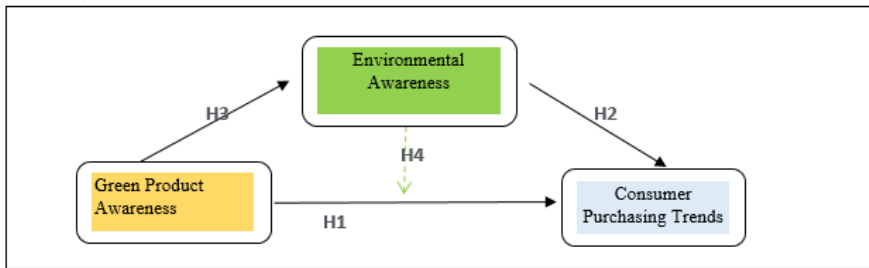 Environmental
Awareness
H3
H2
H4
Green Product
Awareness
H1
Consumer
Purchasing Trends